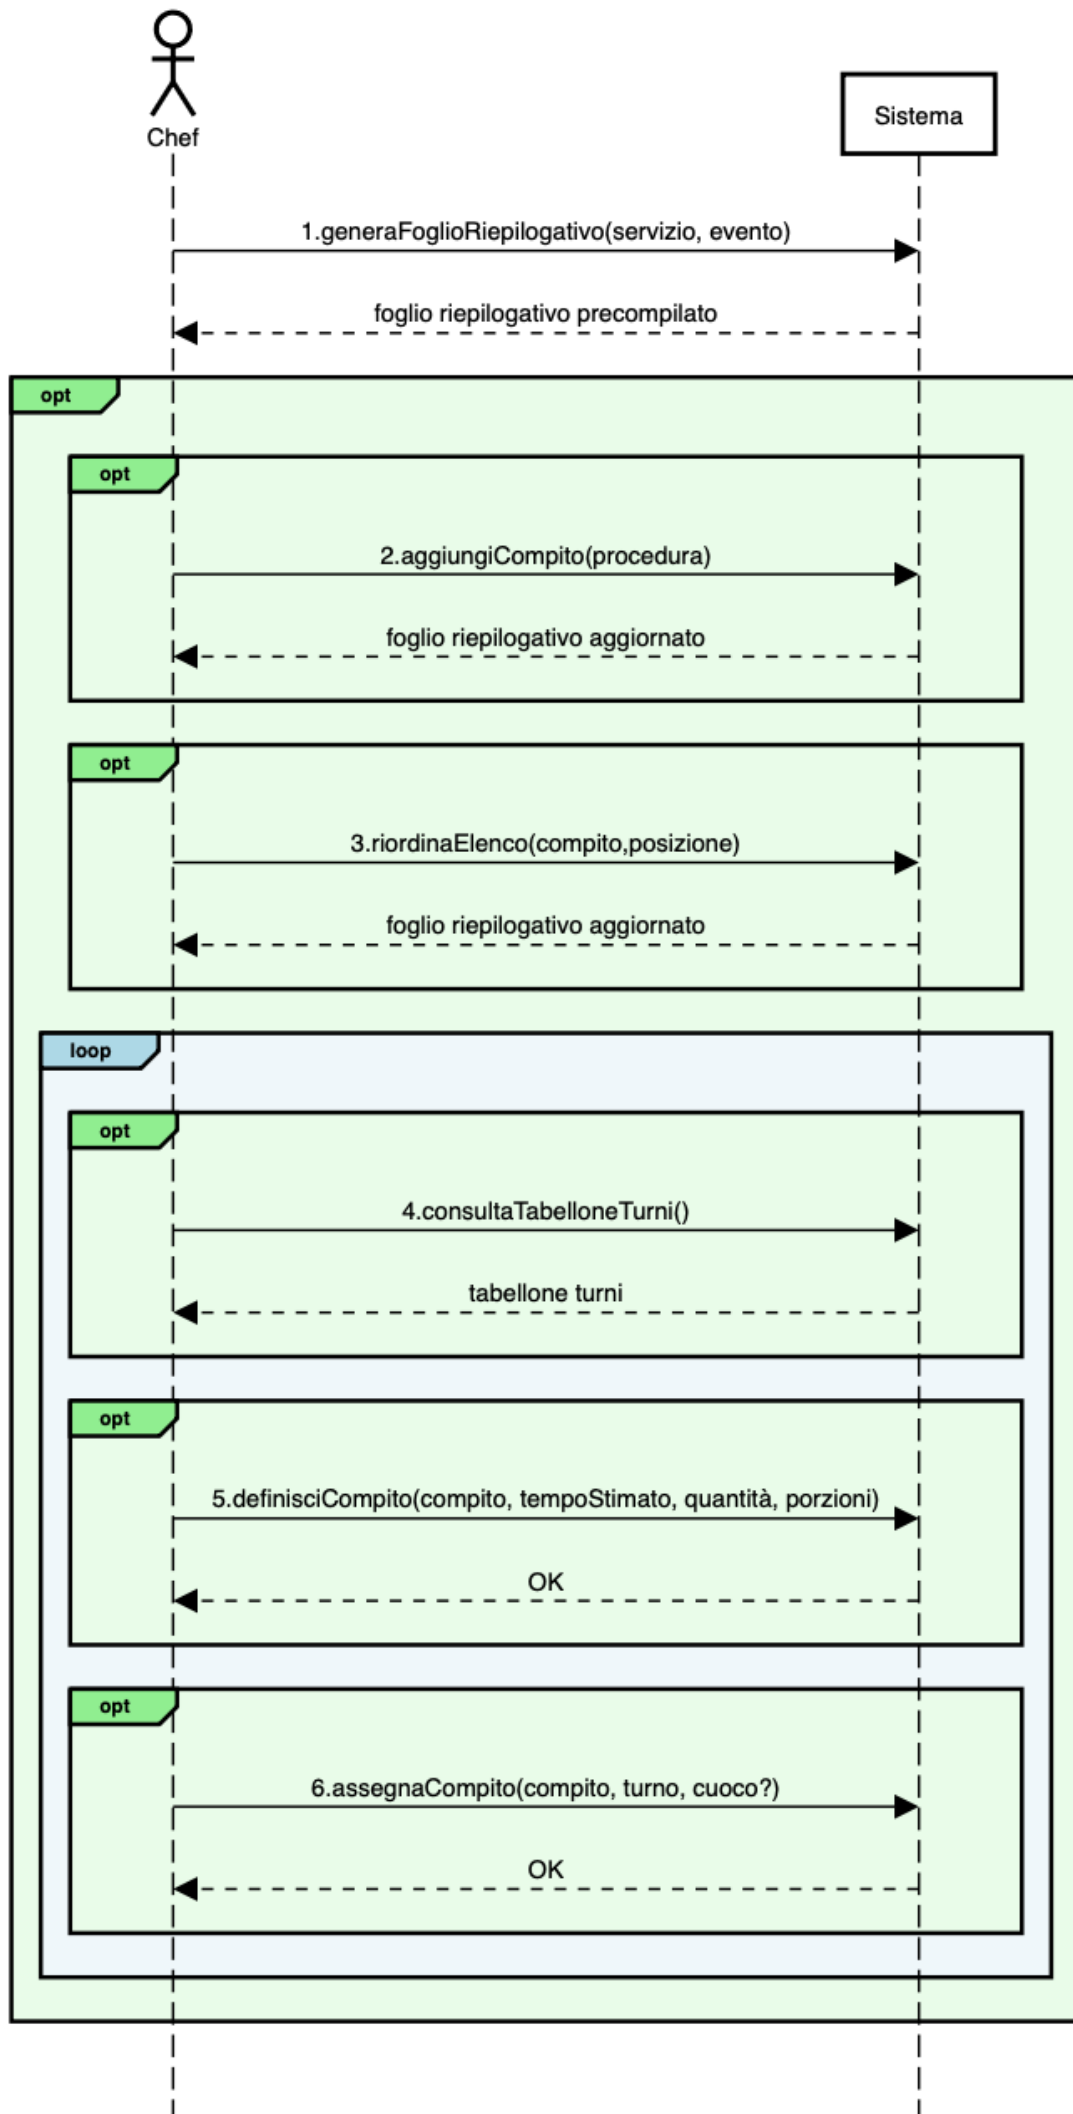 Chef
Sistema
1.generaFoglioRiepilogativo(servizio, evento)
foglio riepilogativo precompilato
opt
opt
2.aggiungiCompito(procedura)
foglio riepilogativo aggiornato
opt
3.riordinaElenco(compito,posizione)
foglio riepilogativo aggiornato
loop
opt
4.consultaTabelloneTurni()
tabellone turni
opt
5.definisciCompito(compito, tempoStimato, quantità, porzioni)
OK
opt
6.assegnaCompito(compito, turno, cuoco?)
OK